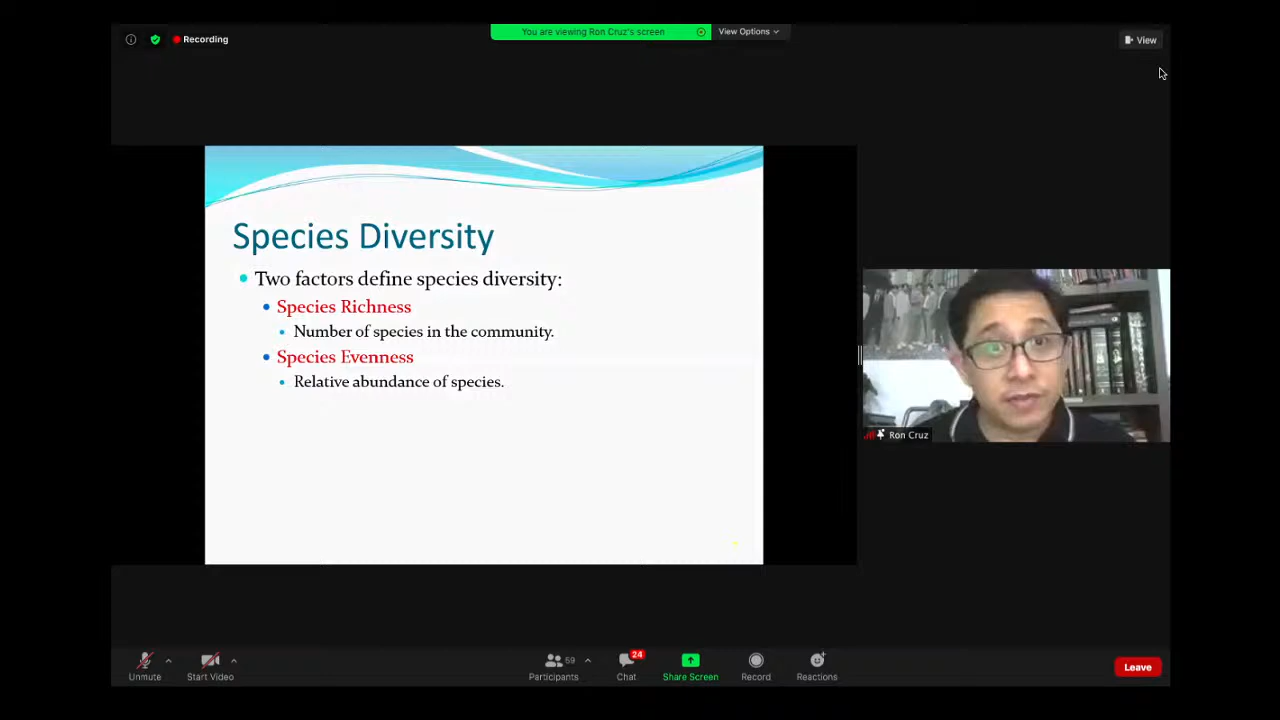 Recording
You are viewing Ron Cruz's screen
View Options
View
Species Diversity
Two factors define species diversity:
Species Richness
Number of species in the community.
Species Evenness
Relative abundance of species.
Ron Cruz
Unmute
Start Video
59
Participants
24
Chat
Share Screen
Record
Reactions
Leave